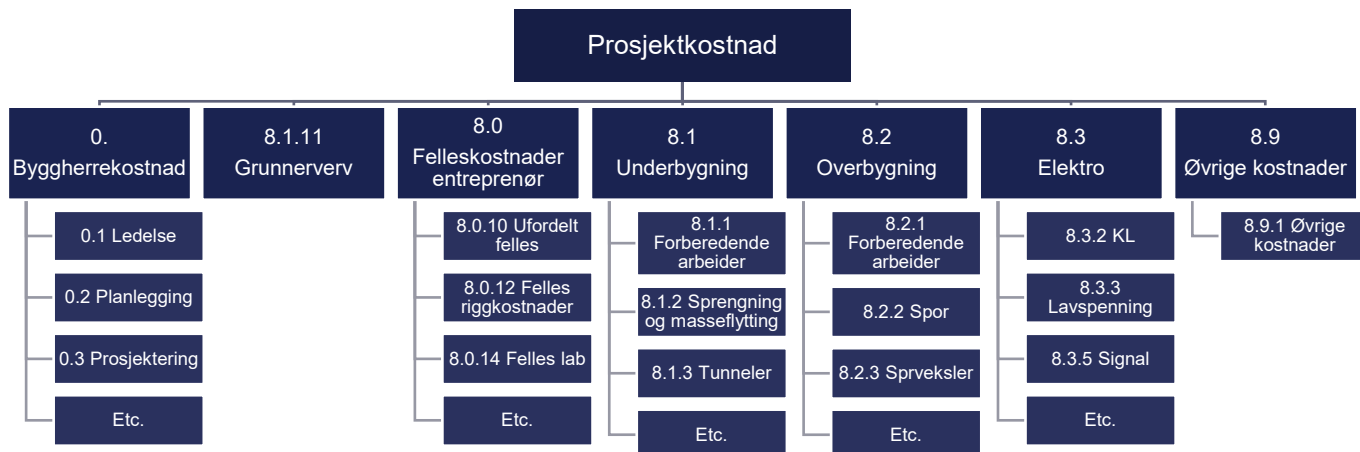 Prosjektkostnad
0.
Byggherrekostnad
8.1.11
Grunnerverv
8.0
Felleskostnader
entreprenør
8.1
Underbygning
8.2
Overbygning
8.3
Elektro
8.9
Øvrige kostnader
0.1 Ledelse
0.2 Planlegging
0.3 Prosjektering
Etc.
8.0.10 Ufordelt
felles
8.0.12 Felles
riggkostnader
8.0.14 Felles lab
Etc.
8.1.1
Forberedende
arbeider
8.1.2 Sprengning
og masseflytting
8.1.3 Tunneler
Etc.
8.2.1
Forberedende
arbeider
8.2.2 Spor
8.2.3 Sprveksler
Etc.
8.3.2 KL
8.3.3
Lavspenning
8.3.5 Signal
Etc.
8.9.1 Øvrige
kostnader